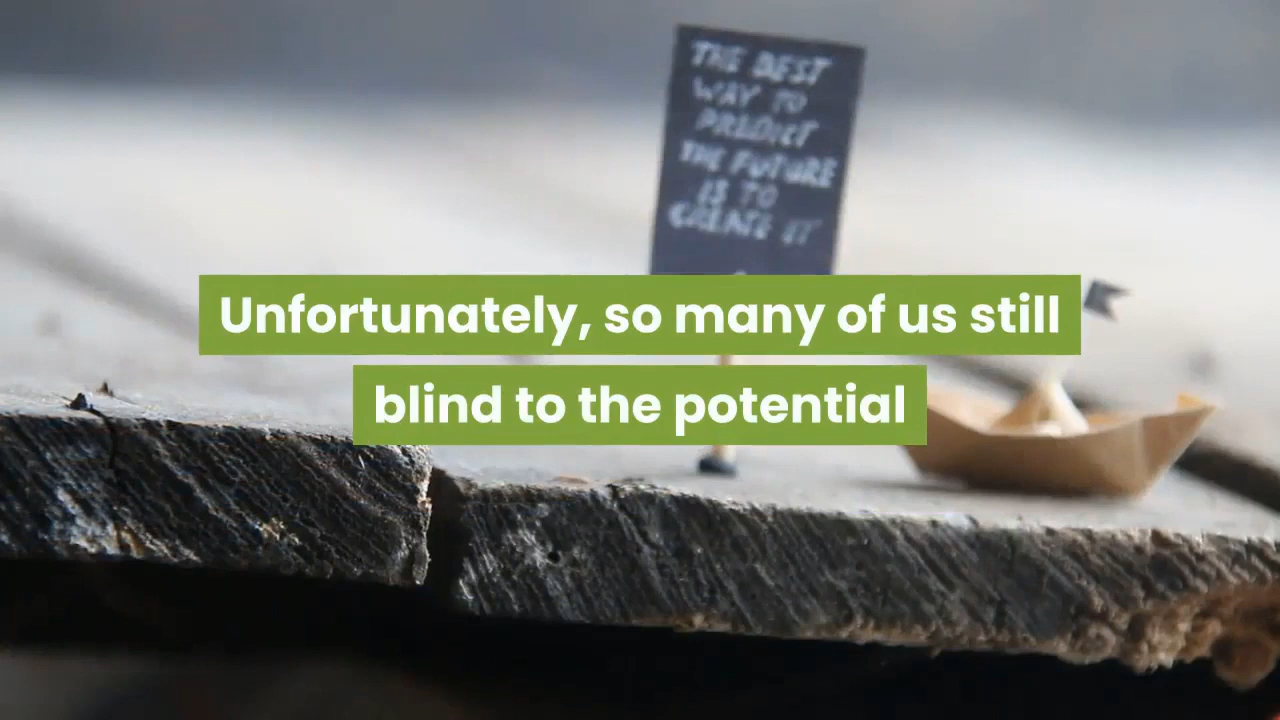 THE BEST
WAY TO
PREDICT
THE FUTURE
IS TO
CREATE IT
Unfortunately, so many of us still
blind to the potential